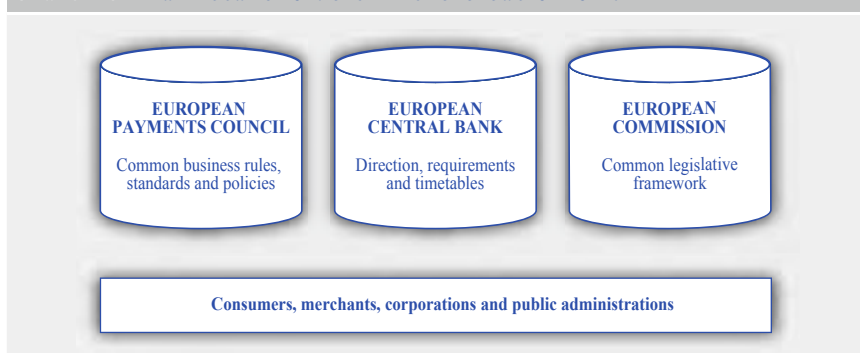 EUROPEAN
PAYMENTS COUNCIL
Common business rules,
standards and policies
EUROPEAN
CENTRAL BANK
Direction, requirements
and timetables
EUROPEAN
COMMISSION
Common legislative
framework
Consumers, merchants, corporations and public administrations